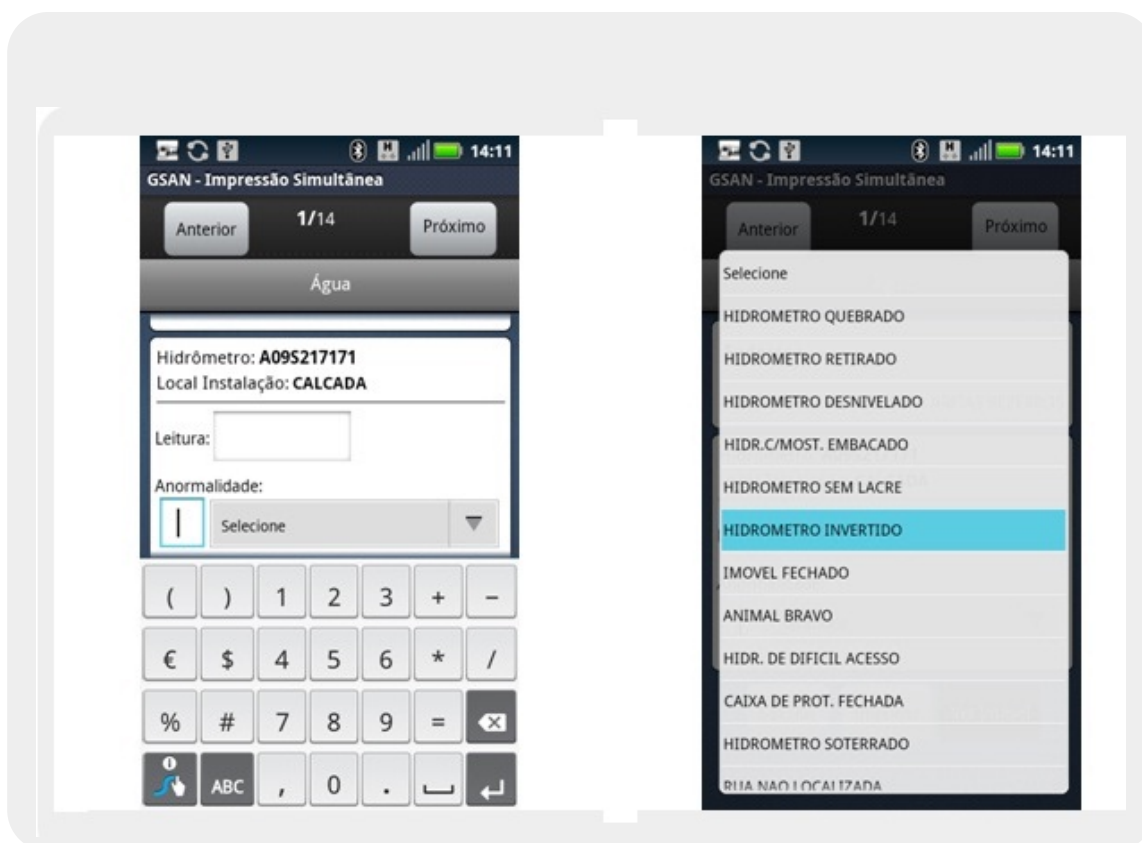 14:11
GSAN - Impressão Simultânea
Anterior 1/14 Próximo
Água
Hidrômetro: A09S217171
Local Instalação: CALCADA
Leitura:
Anormalidade:
Selecione
( ) 1 2 3 + -
€ $ 4 5 6 * /
% # 7 8 9 =
ABC , 0 .
14:11
GSAN - Impressão Simultânea
Anterior 1/14 Próximo
Selecione
HIDROMETRO QUEBRADO
HIDROMETRO RETIRADO
HIDROMETRO DESNIVELADO
HIDR.C/MOST. EMBACADO
HIDROMETRO SEM LACRE
HIDROMETRO INVERTIDO
IMOVEL FECHADO
ANIMAL BRAVO
HIDR. DE DIFICIL ACESSO
CAIXA DE PROT. FECHADA
HIDROMETRO SOTERRADO
RUA NAO LOCALIZADA